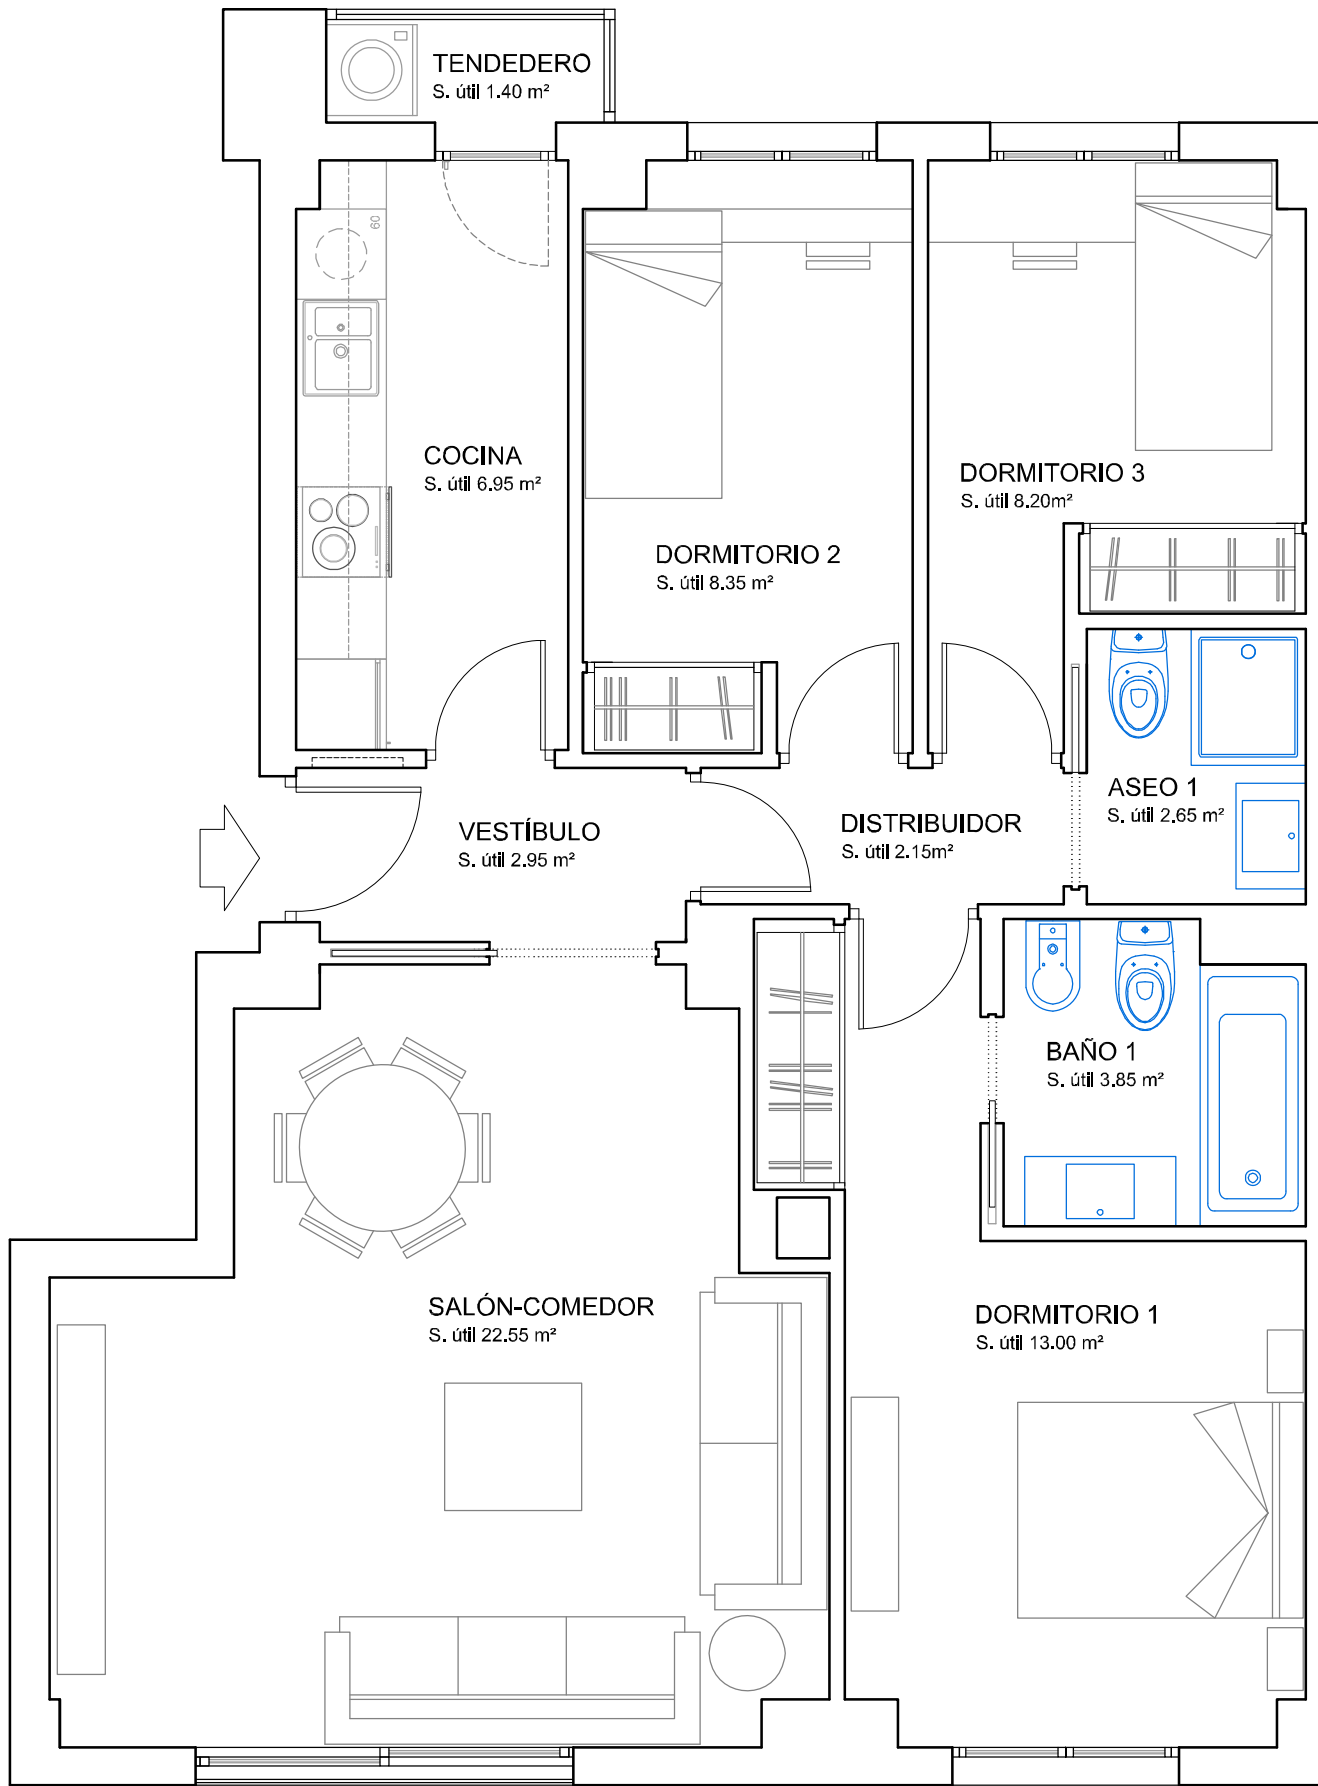 TENDEDERO
S. útil 1.40 m²
60
COCINA
S. útil 6.95 m²
DORMITORIO 3
S. útil 8.20m²
DORMITORIO 2
S. útil 8.35 m²
ASEO 1
S. útil 2.65 m²
VESTÍBULO
S. útil 2.95 m²
DISTRIBUIDOR
S. útil 2.15m²
BAÑO 1
S. útil 3.85 m²
SALÓN-COMEDOR
S. útil 22.55 m²
DORMITORIO 1
S. útil 13.00 m²